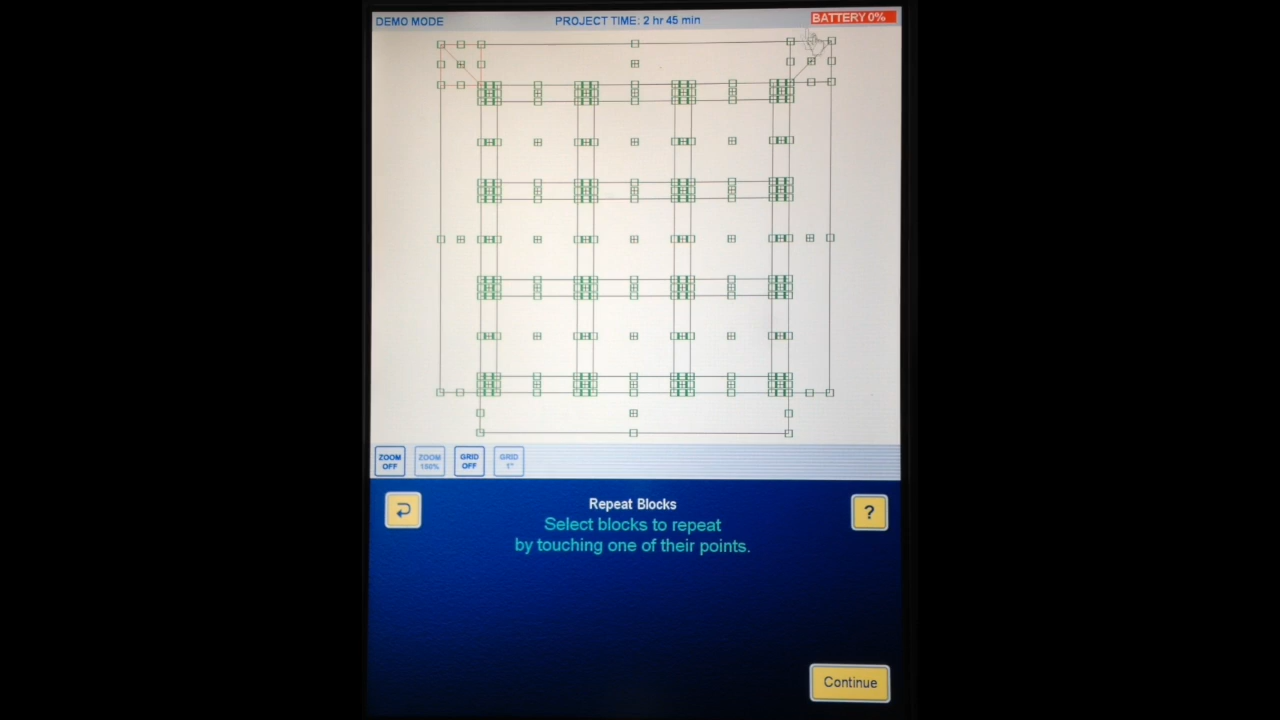 DEMO MODE
PROJECT TIME: 2 hr 45 min
BATTERY 0%
ZOOM
OFF
ZOOM
100%
GRID
OFF
GRID
1"
Repeat Blocks
?
Select blocks to repeat
by touching one of their points.
Continue